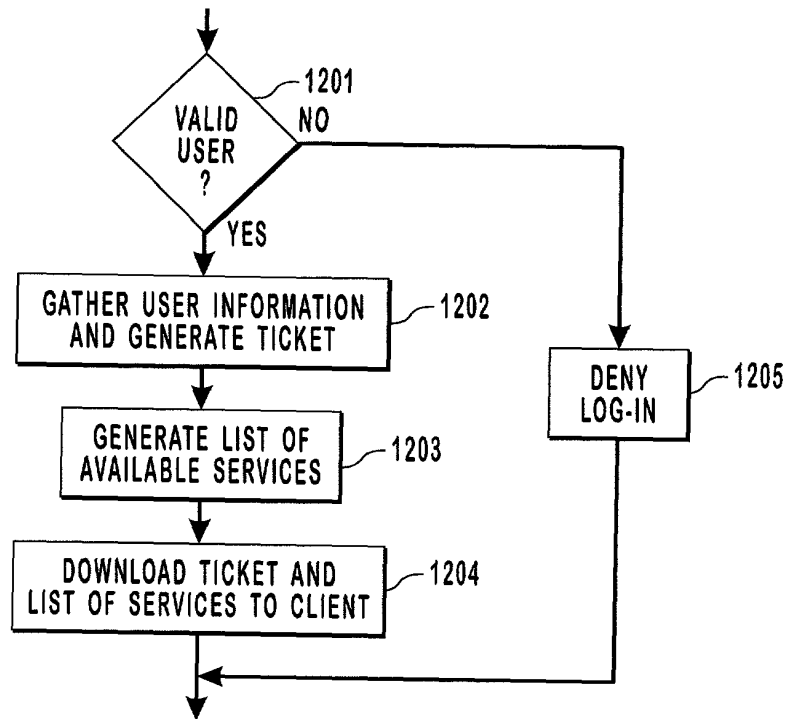 1201
VALID
USER
?
NO
YES
GATHER USER INFORMATION
AND GENERATE TICKET
1202
DENY
LOG-IN
1205
GENERATE LIST OF
AVAILABLE SERVICES
1203
DOWNLOAD TICKET AND
LIST OF SERVICES TO CLIENT
1204